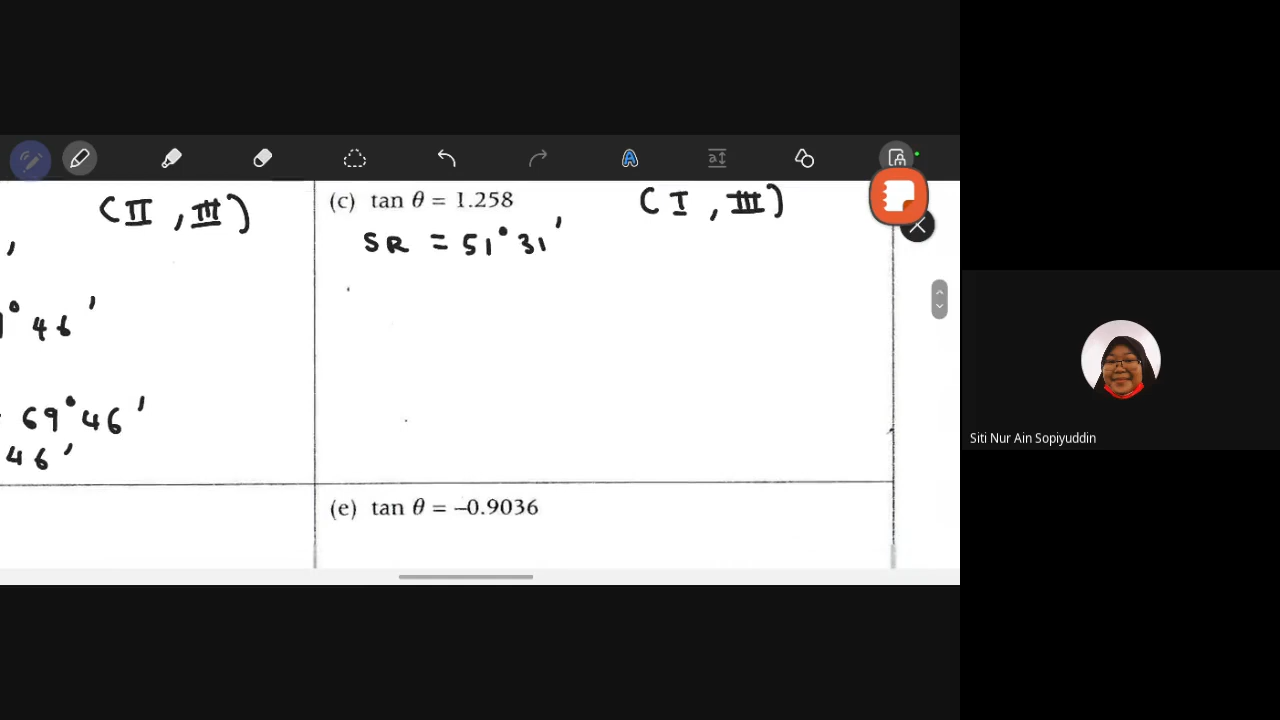 (II, III)
(c) tan θ = 1.258
(I, III)
SR = 51° 31'
46'
69° 46'
46'
(e) tan θ = –0.9036
Siti Nur Ain Sopiyuddin